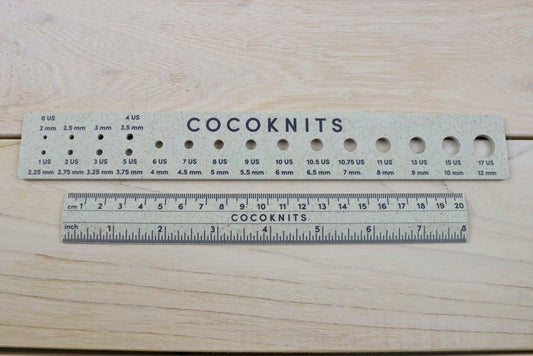 0 US 4 US
2 mm 2.5 mm 3 mm 3.5 mm
COCOKNITS
1 US 2 US 3 US 5 US 6 US 7 US 8 US 9 US 10 US 10.5 US 10.75 US 11 US 13 US 15 US 17 US
2.25 mm 2.75 mm 3.25 mm 3.75 mm 4 mm 4.5 mm 5 mm 5.5 mm 6 mm 6.5 mm 7 mm 8 mm 9 mm 10 mm 12 mm
cm 1 2 3 4 5 6 7 8 9 10 11 12 13 14 15 16 17 18 19 20
COCOKNITS
inch 1 2 3 4 5 6 7 8